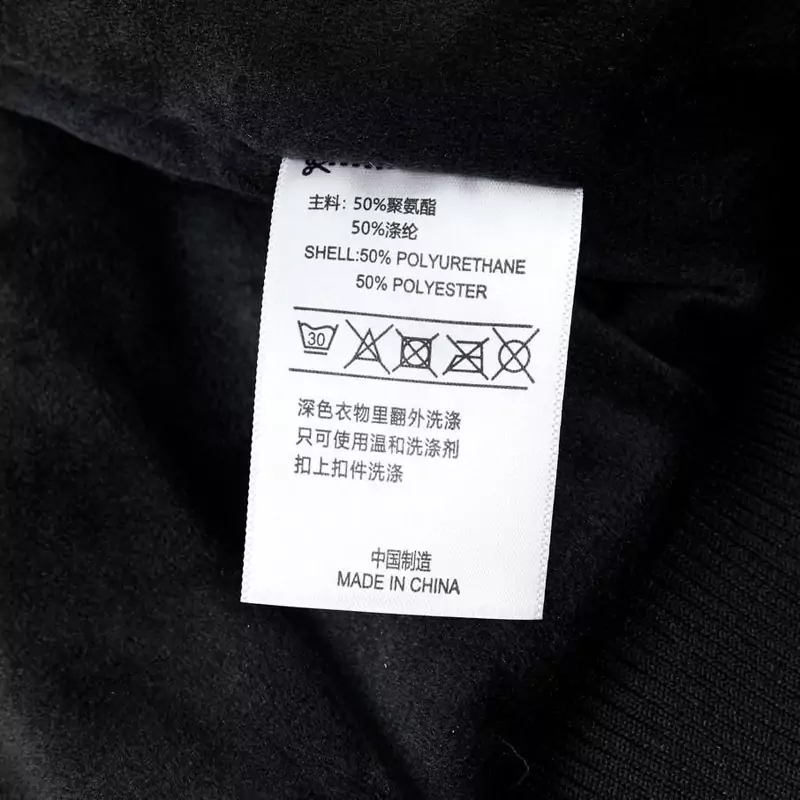 主料：50%聚氨酯
50%涤纶
SHELL:50% POLYURETHANE
50% POLYESTER
30
深色衣物里翻外洗涤
只可使用温和洗涤剂
扣上扣件洗涤
中国制造
MADE IN CHINA